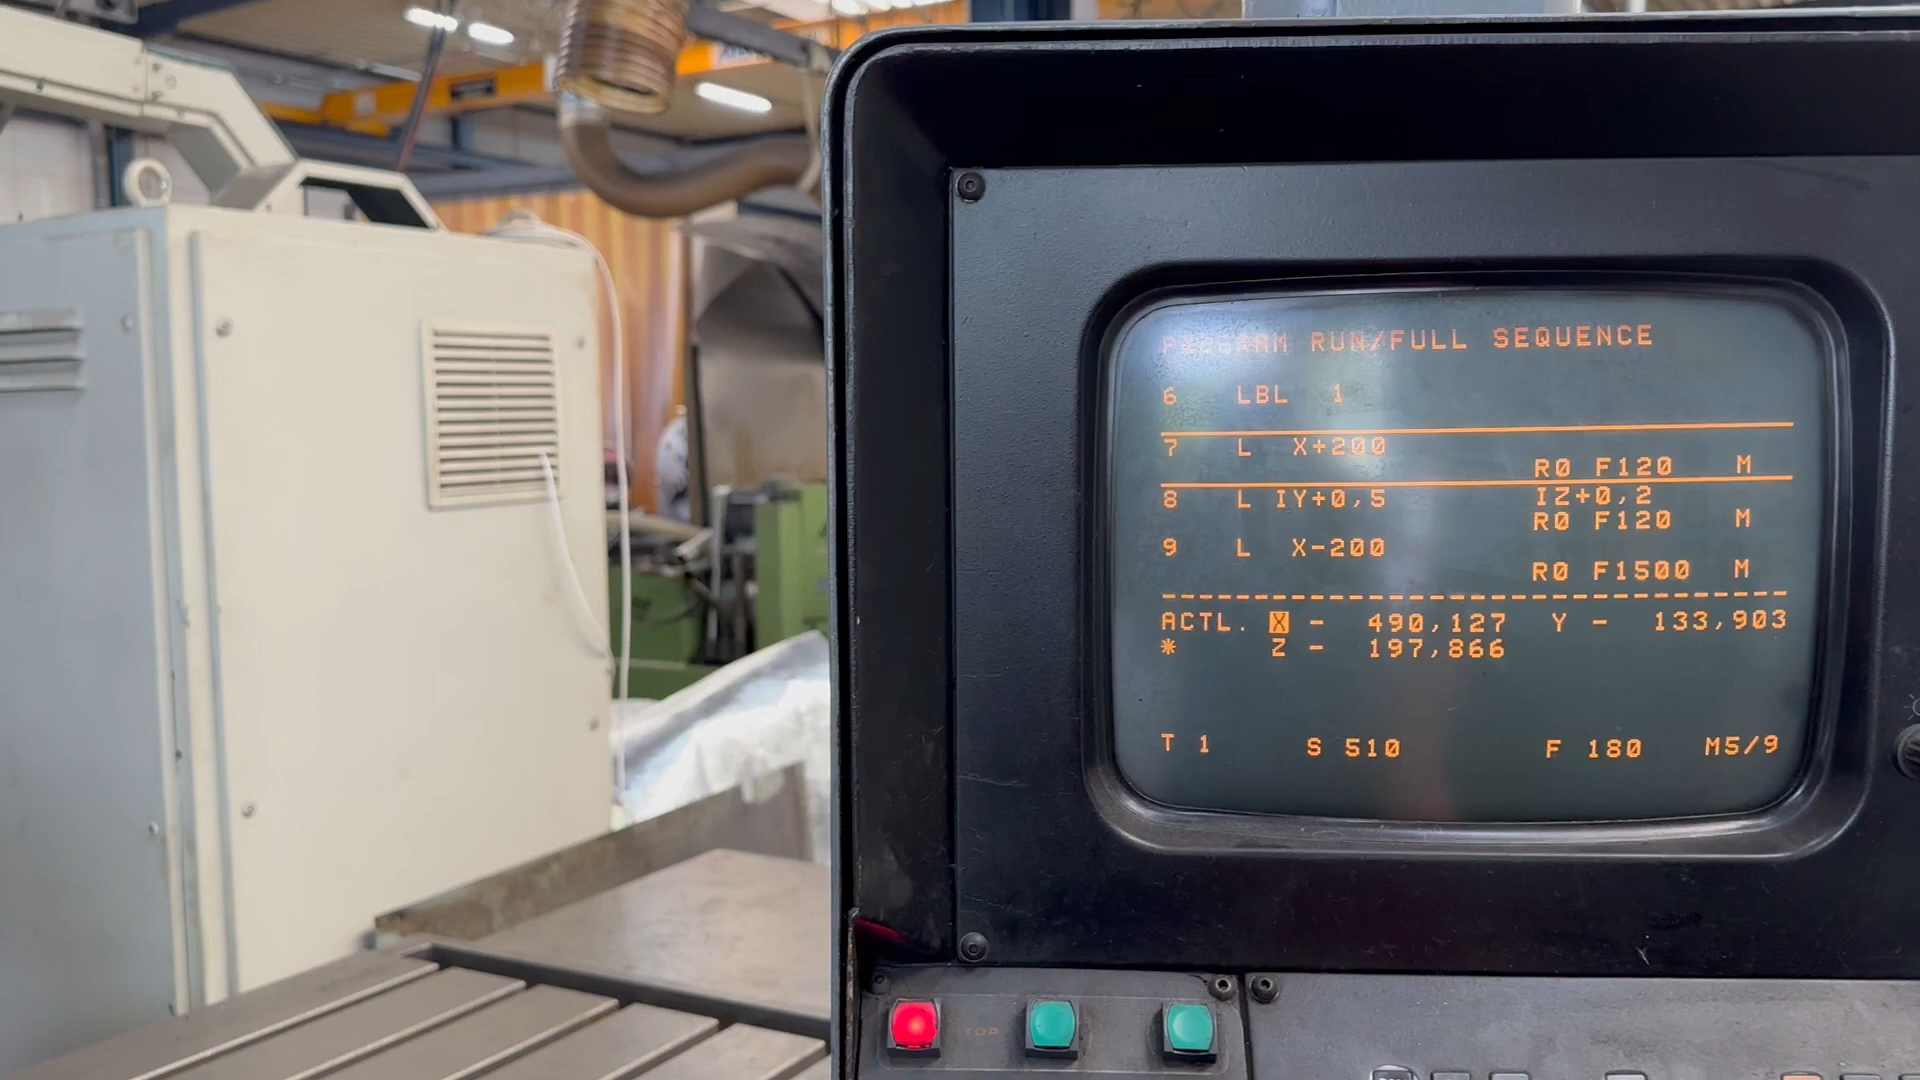 PROGRAM RUN/FULL SEQUENCE
6 LBL 1
7 L X+200
R0 F120 M
8 L IY+0,5 IZ+0,2
R0 F120 M
9 L X-200
R0 F1500 M
ACTL. X - 490,127 Y - 133,903
* Z - 197,866
T 1 S 510 F 180 M5/9